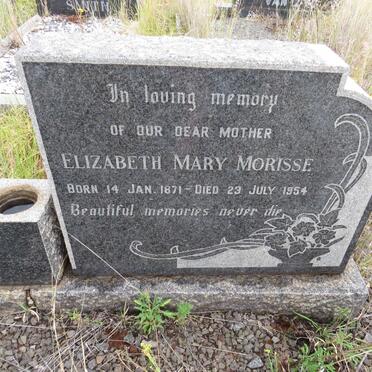 In loving memory
OF OUR DEAR MOTHER
ELIZABETH MARY MORISSE
BORN 14 JAN. 1871 - DIED 23 JULY 1954
Beautiful memories never die